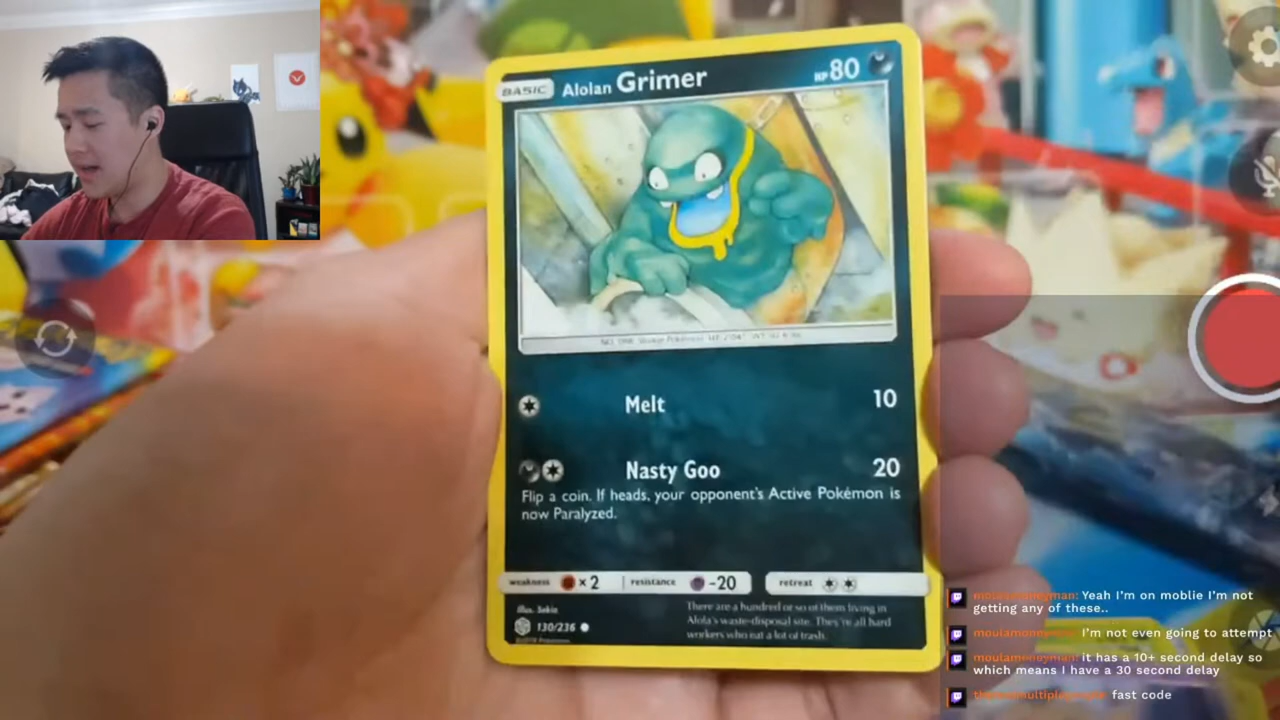 BASIC Alolan Grimer HP 80
Melt 10
Nasty Goo 20
Flip a coin. If heads, your opponent's Active Pokémon is
now Paralyzed.
weakness × 2 resistance -20 retreat
Illus. Sekio
130/236
There are a hundred or so of them living in
Alola's waste-disposal site. They're all hard
workers who eat a lot of trash.
Yeah I'm on moblie I'm not
getting any of these..
I'm not even going to attempt
it has a 10+ second delay so
which means I have a 30 second delay
fast code